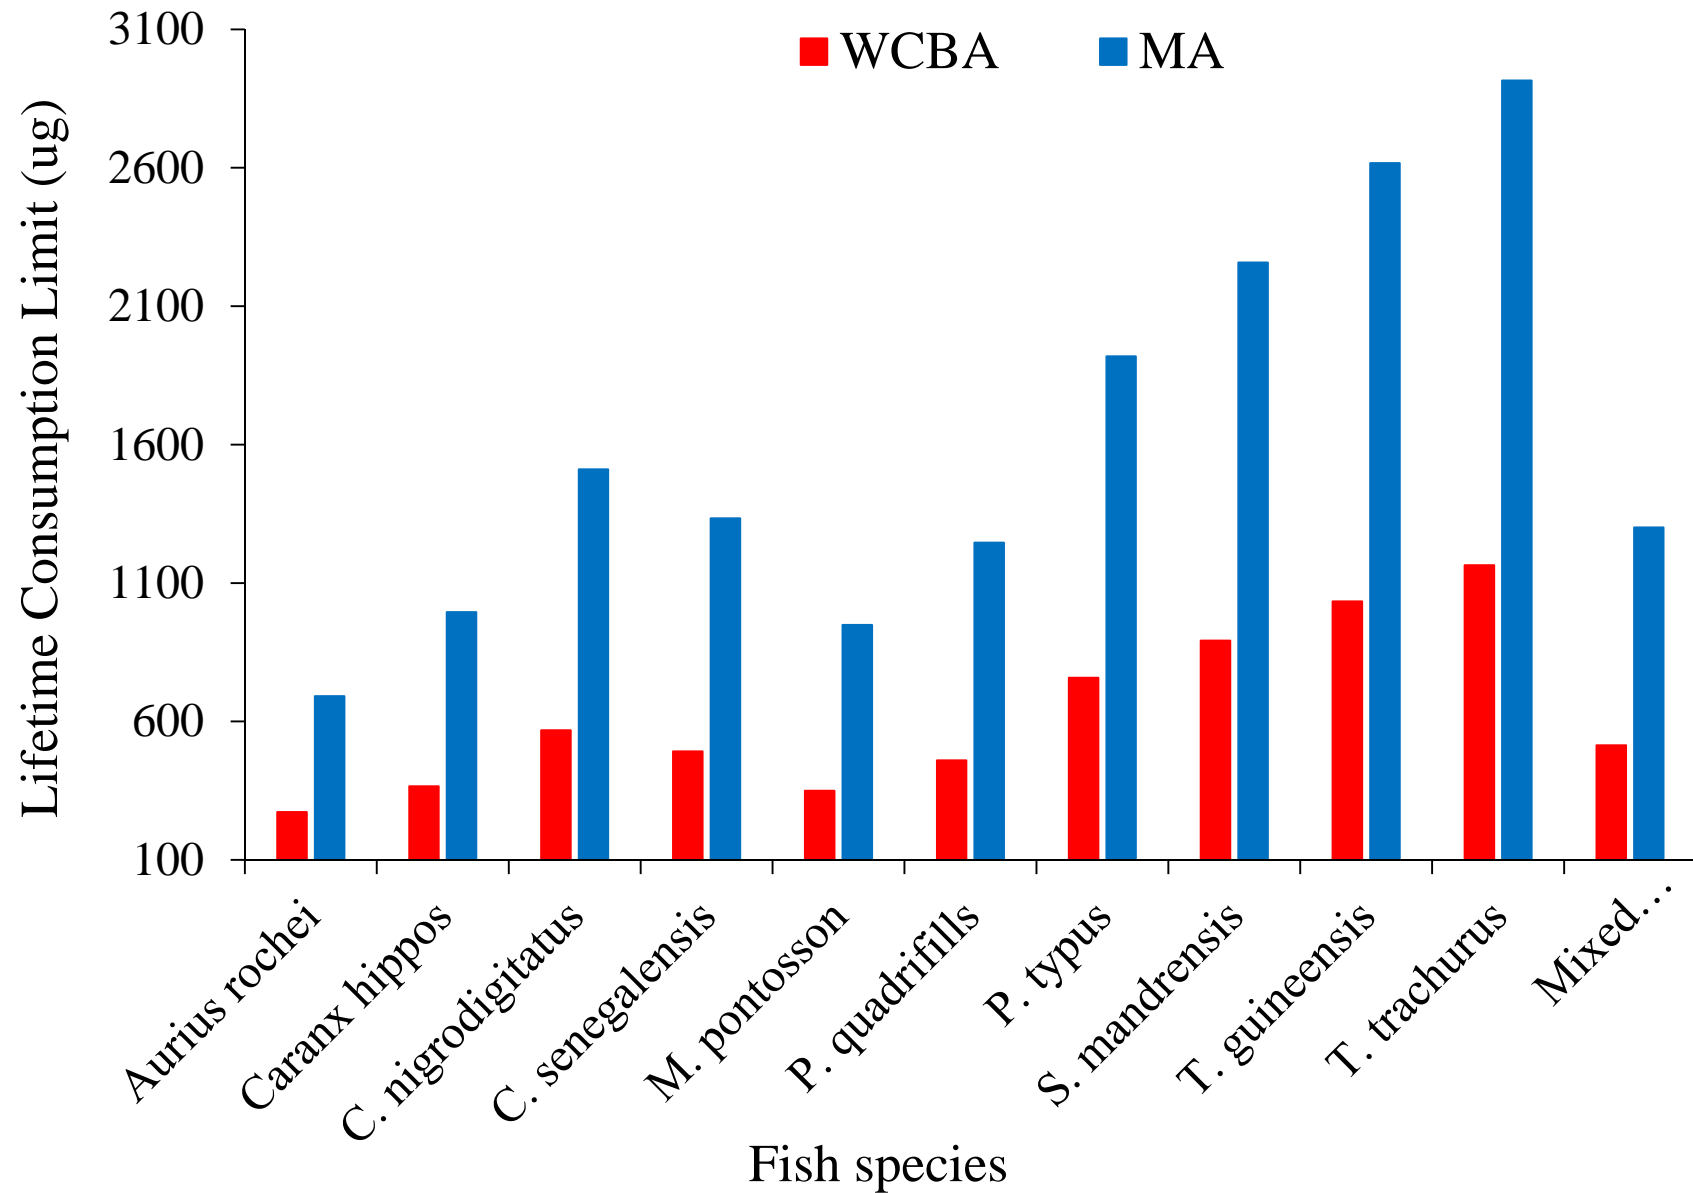 WCBA MA
Lifetime Consumption Limit (ug)
3100
2600
2100
1600
1100
600
100
Aurius rochei
Caranx hippos
C. nigrodigitatus
C. senegalensis
M. pontosson
P. quadrifills
P. typus
S. mandrensis
T. guineensis
T. trachurus
Mixed…
Fish species